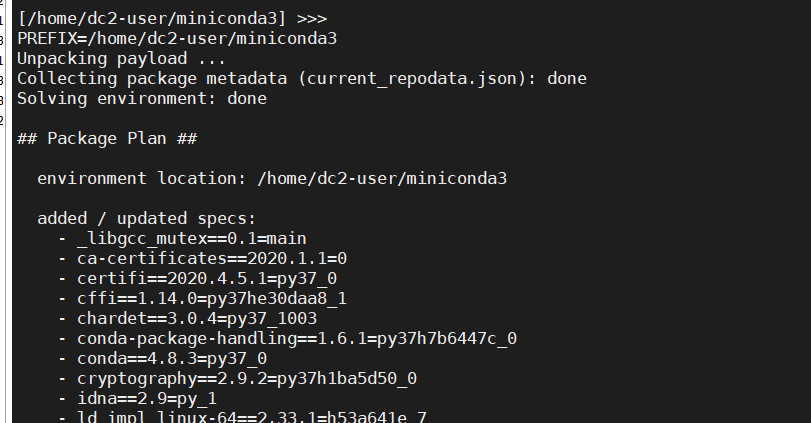 [/home/dc2-user/miniconda3] >>>
PREFIX=/home/dc2-user/miniconda3
Unpacking payload ...
Collecting package metadata (current_repodata.json): done
Solving environment: done
## Package Plan ##
environment location: /home/dc2-user/miniconda3
added / updated specs:
- _libgcc_mutex==0.1=main
- ca-certificates==2020.1.1=0
- certifi==2020.4.5.1=py37_0
- cffi==1.14.0=py37he30daa8_1
- chardet==3.0.4=py37_1003
- conda-package-handling==1.6.1=py37h7b6447c_0
- conda==4.8.3=py37_0
- cryptography==2.9.2=py37h1ba5d50_0
- idna==2.9=py_1
- ld_impl_linux-64==2.33.1=h53a641e_7